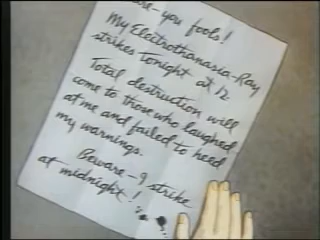 ware-you fools!
My Electrothanasia-Ray
strikes tonight at 12
Total destruction will
come to those who laughed
at me and failed to heed
my warnings.
Beware-I strike
at midnight!